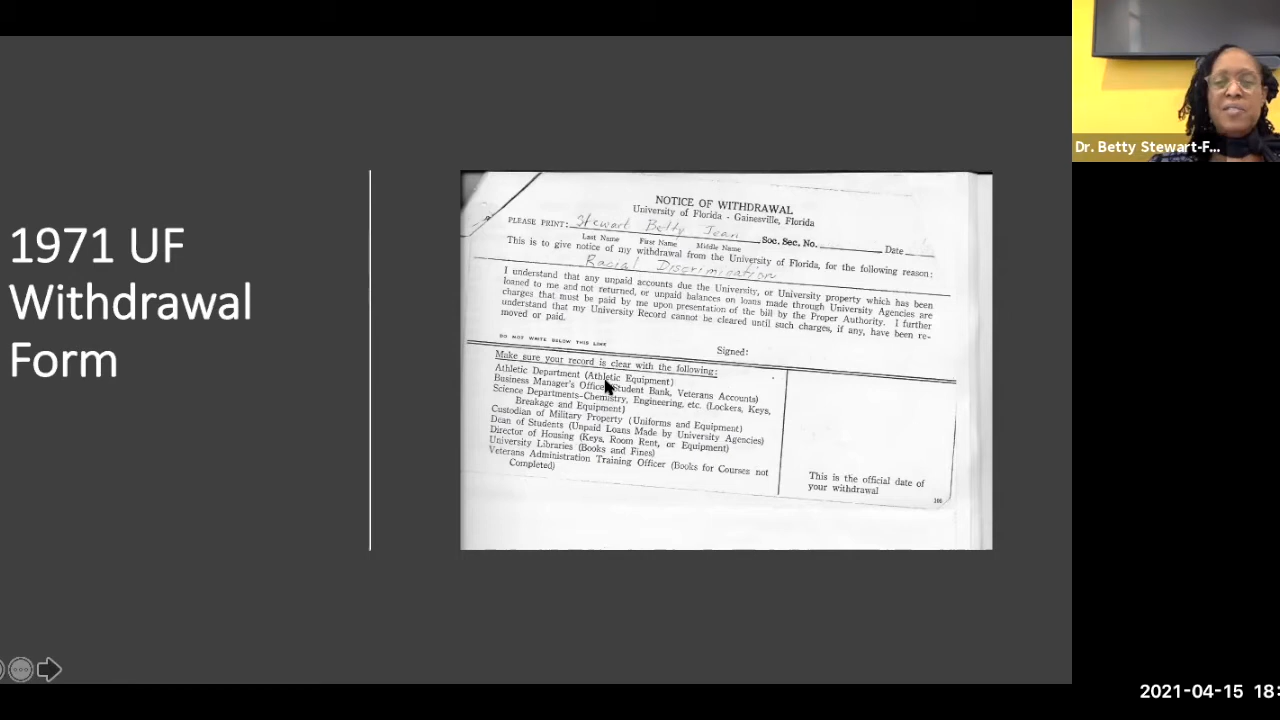 1971 UF
Withdrawal
Form
NOTICE OF WITHDRAWAL
University of Florida - Gainesville, Florida
PLEASE PRINT: Stewart Betty Jean Soc. Sec. No. Date
Last Name First Name Middle Name
This is to give notice of my withdrawal from the University of Florida, for the following reason:
Racial Discrimination
I understand that any unpaid accounts due the University, or University property which has been
loaned to me and not returned, or unpaid balances on loans made through University Agencies are
charges that must be paid by me upon presentation of the bill by the Proper Authority. I further
understand that my University Record cannot be cleared until such charges, if any, have been re-
moved or paid.
DO NOT WRITE BELOW THIS LINE
Signed:
Make sure your record is clear with the following:
Athletic Department (Athletic Equipment)
Business Manager's Office Student Bank, Veterans Accounts)
Science Departments-Chemistry, Engineering, etc. (Lockers, Keys,
Breakage and Equipment)
Custodian of Military Property (Uniforms and Equipment)
Dean of Students (Unpaid Loans Made by University Agencies)
Director of Housing (Keys, Room Rent, or Equipment)
University Libraries (Books and Fines)
Veterans Administration Training Officer (Books for Courses not
Completed)
This is the official date of
your withdrawal
100
Dr. Betty Stewart-F...
2021-04-15 18: